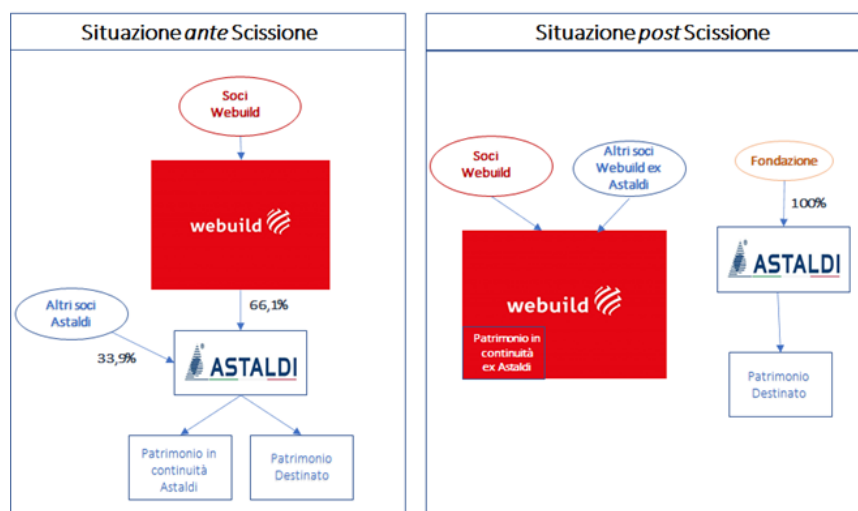 Situazione ante Scissione
Soci
Webuild
webuild
66,1%
Altri soci
Astaldi
33,9%
ASTALDI
Patrimonio in
continuità
Astaldi
Patrimonio
Destinato
Situazione post Scissione
Soci
Webuild
Altri soci
Webuild ex
Astaldi
Fondazione
100%
webuild
Patrimonio in
continuità
ex Astaldi
ASTALDI
Patrimonio
Destinato